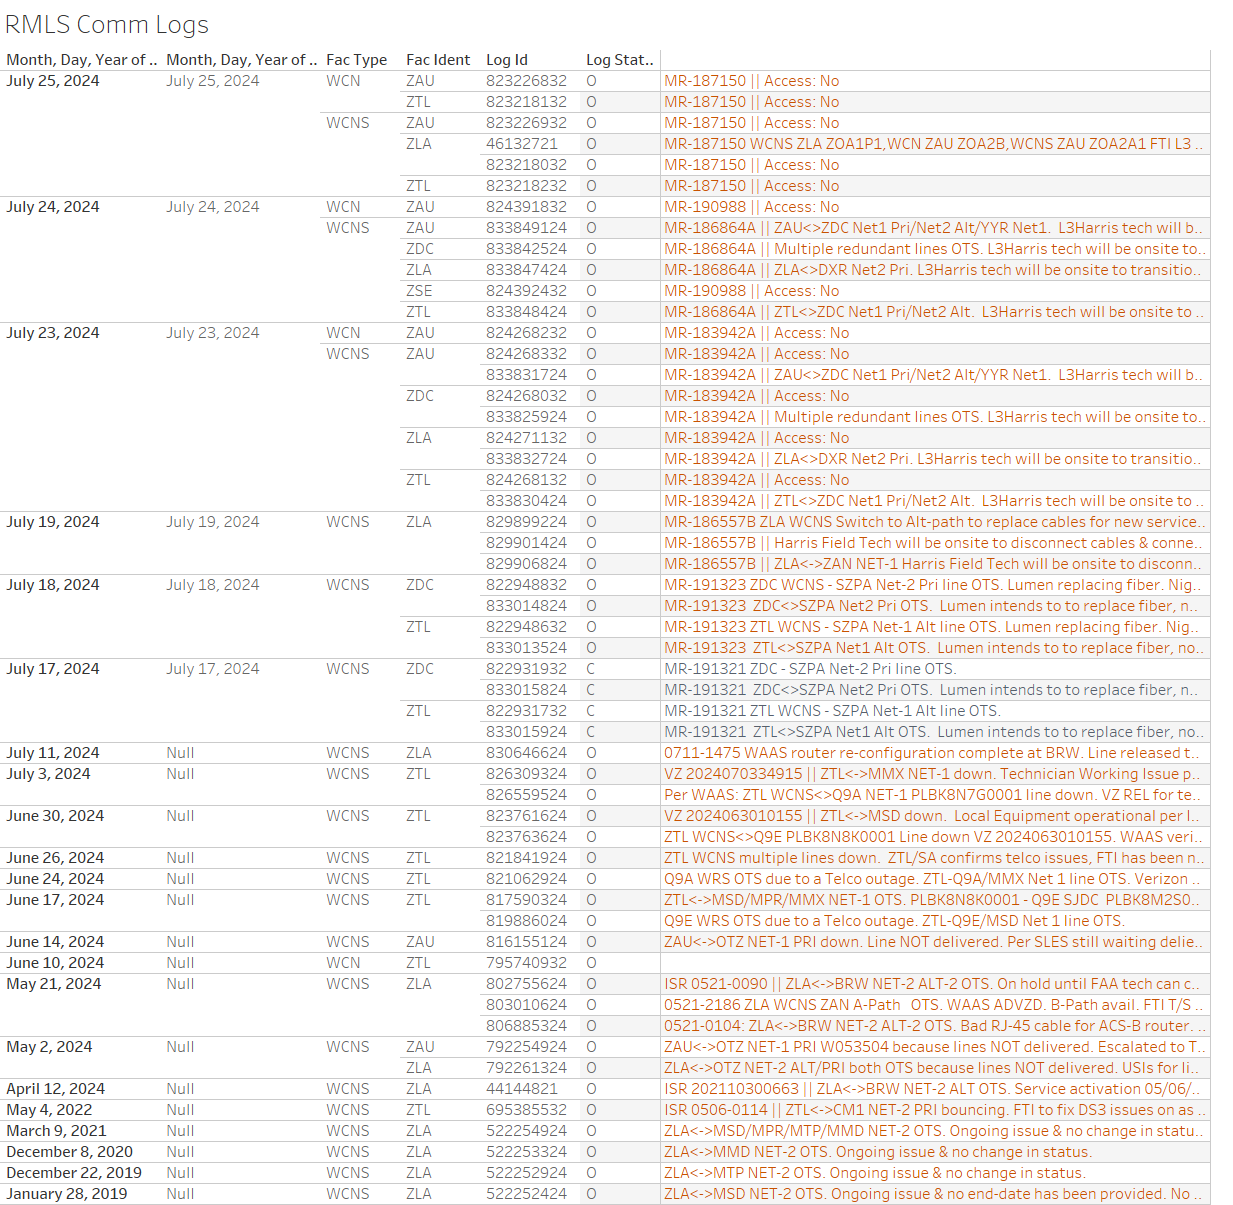 RMLS Comm Logs
Month, Day, Year of .. Month, Day, Year of .. Fac Type Fac Ident Log Id Log Stat..
July 25, 2024 July 25, 2024 WCN ZAU 823226832 O MR-187150 || Access: No
ZTL 823218132 O MR-187150 || Access: No
WCNS ZAU 823226932 O MR-187150 || Access: No
ZLA 46132721 O MR-187150 WCNS ZLA ZOA1P1,WCN ZAU ZOA2B,WCNS ZAU ZOA2A1 FTI L3 ..
823218032 O MR-187150 || Access: No
ZTL 823218232 O MR-187150 || Access: No
July 24, 2024 July 24, 2024 WCN ZAU 824391832 O MR-190988 || Access: No
WCNS ZAU 833849124 O MR-186864A || ZAU<>ZDC Net1 Pri/Net2 Alt/YYR Net1. L3Harris tech will b..
ZDC 833842524 O MR-186864A || Multiple redundant lines OTS. L3Harris tech will be onsite to..
ZLA 833847424 O MR-186864A || ZLA<>DXR Net2 Pri. L3Harris tech will be onsite to transitio..
ZSE 824392432 O MR-190988 || Access: No
ZTL 833848424 O MR-186864A || ZTL<>ZDC Net1 Pri/Net2 Alt. L3Harris tech will be onsite to ..
July 23, 2024 July 23, 2024 WCN ZAU 824268232 O MR-183942A || Access: No
WCNS ZAU 824268332 O MR-183942A || Access: No
833831724 O MR-183942A || ZAU<>ZDC Net1 Pri/Net2 Alt/YYR Net1. L3Harris tech will b..
ZDC 824268032 O MR-183942A || Access: No
833825924 O MR-183942A || Multiple redundant lines OTS. L3Harris tech will be onsite to..
ZLA 824271132 O MR-183942A || Access: No
833832724 O MR-183942A || ZLA<>DXR Net2 Pri. L3Harris tech will be onsite to transitio..
ZTL 824268132 O MR-183942A || Access: No
833830424 O MR-183942A || ZTL<>ZDC Net1 Pri/Net2 Alt. L3Harris tech will be onsite to ..
July 19, 2024 July 19, 2024 WCNS ZLA 829899224 O MR-186557B ZLA WCNS Switch to Alt-path to replace cables for new service..
829901424 O MR-186557B || Harris Field Tech will be onsite to disconnect cables & conne..
829906824 O MR-186557B || ZLA<->ZAN NET-1 Harris Field Tech will be onsite to disconn..
July 18, 2024 July 18, 2024 WCNS ZDC 822948832 O MR-191323 ZDC WCNS - SZPA Net-2 Pri line OTS. Lumen replacing fiber. Nig..
833014824 O MR-191323 ZDC<>SZPA Net2 Pri OTS. Lumen intends to to replace fiber, n..
ZTL 822948632 O MR-191323 ZTL WCNS - SZPA Net-1 Alt line OTS. Lumen replacing fiber. Nig..
833013524 O MR-191323 ZTL<>SZPA Net1 Alt OTS. Lumen intends to to replace fiber, no..
July 17, 2024 July 17, 2024 WCNS ZDC 822931932 C MR-191321 ZDC - SZPA Net-2 Pri line OTS.
833015824 C MR-191321 ZDC<>SZPA Net2 Pri OTS. Lumen intends to to replace fiber, n..
ZTL 822931732 C MR-191321 ZTL WCNS - SZPA Net-1 Alt line OTS.
833015924 C MR-191321 ZTL<>SZPA Net1 Alt OTS. Lumen intends to to replace fiber, no..
July 11, 2024 Null WCNS ZLA 830646624 O 0711-1475 WAAS router re-configuration complete at BRW. Line released t..
July 3, 2024 Null WCNS ZTL 826309324 O VZ 2024070334915 || ZTL<->MMX NET-1 down. Technician Working Issue p..
826559524 O Per WAAS: ZTL WCNS<>Q9A NET-1 PLBK8N7G0001 line down. VZ REL for te..
June 30, 2024 Null WCNS ZTL 823761624 O VZ 2024063010155 || ZTL<->MSD down. Local Equipment operational per l..
823763624 O ZTL WCNS<>Q9E PLBK8N8K0001 Line down VZ 2024063010155. WAAS veri..
June 26, 2024 Null WCNS ZTL 821841924 O ZTL WCNS multiple lines down. ZTL/SA confirms telco issues, FTI has been n..
June 24, 2024 Null WCNS ZTL 821062924 O Q9A WRS OTS due to a Telco outage. ZTL-Q9A/MMX Net 1 line OTS. Verizon ..
June 17, 2024 Null WCNS ZTL 817590324 O ZTL<->MSD/MPR/MMX NET-1 OTS. PLBK8N8K0001 - Q9E SJDC PLBK8M2S0..
819886024 O Q9E WRS OTS due to a Telco outage. ZTL-Q9E/MSD Net 1 line OTS.
June 14, 2024 Null WCNS ZAU 816155124 O ZAU<->OTZ NET-1 PRI down. Line NOT delivered. Per SLES still waiting delie..
June 10, 2024 Null WCN ZTL 795740932 O
May 21, 2024 Null WCNS ZLA 802755624 O ISR 0521-0090 || ZLA<->BRW NET-2 ALT-2 OTS. On hold until FAA tech can c..
803010624 O 0521-2186 ZLA WCNS ZAN A-Path OTS. WAAS ADVZD. B-Path avail. FTI T/S ..
806885324 O 0521-0104: ZLA<->BRW NET-2 ALT-2 OTS. Bad RJ-45 cable for ACS-B router. ..
May 2, 2024 Null WCNS ZAU 792254924 O ZAU<->OTZ NET-1 PRI W053504 because lines NOT delivered. Escalated to T..
ZLA 792261324 O ZLA<->OTZ NET-2 ALT/PRI both OTS because lines NOT delivered. USIs for li..
April 12, 2024 Null WCNS ZLA 44144821 O ISR 202110300663 || ZLA<->BRW NET-2 ALT OTS. Service activation 05/06/..
May 4, 2022 Null WCNS ZTL 695385532 O ISR 0506-0114 || ZTL<->CM1 NET-2 PRI bouncing. FTI to fix DS3 issues on as ..
March 9, 2021 Null WCNS ZLA 522254924 O ZLA<->MSD/MPR/MTP/MMD NET-2 OTS. Ongoing issue & no change in statu..
December 8, 2020 Null WCNS ZLA 522253324 O ZLA<->MMD NET-2 OTS. Ongoing issue & no change in status.
December 22, 2019 Null WCNS ZLA 522252924 O ZLA<->MTP NET-2 OTS. Ongoing issue & no change in status.
January 28, 2019 Null WCNS ZLA 522252424 O ZLA<->MSD NET-2 OTS. Ongoing issue & no end-date has been provided. No ..